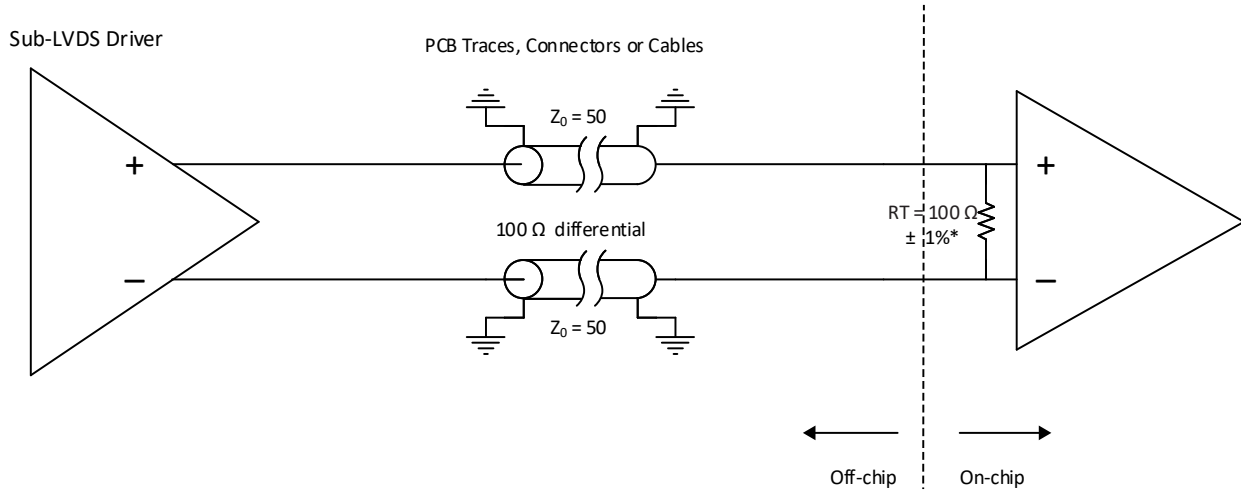 Sub-LVDS Driver
PCB Traces, Connectors or Cables
Z₀ = 50
+
+
RT = 100 Ω
± 1%*
100 Ω differential
−
−
Z₀ = 50
Off-chip
On-chip